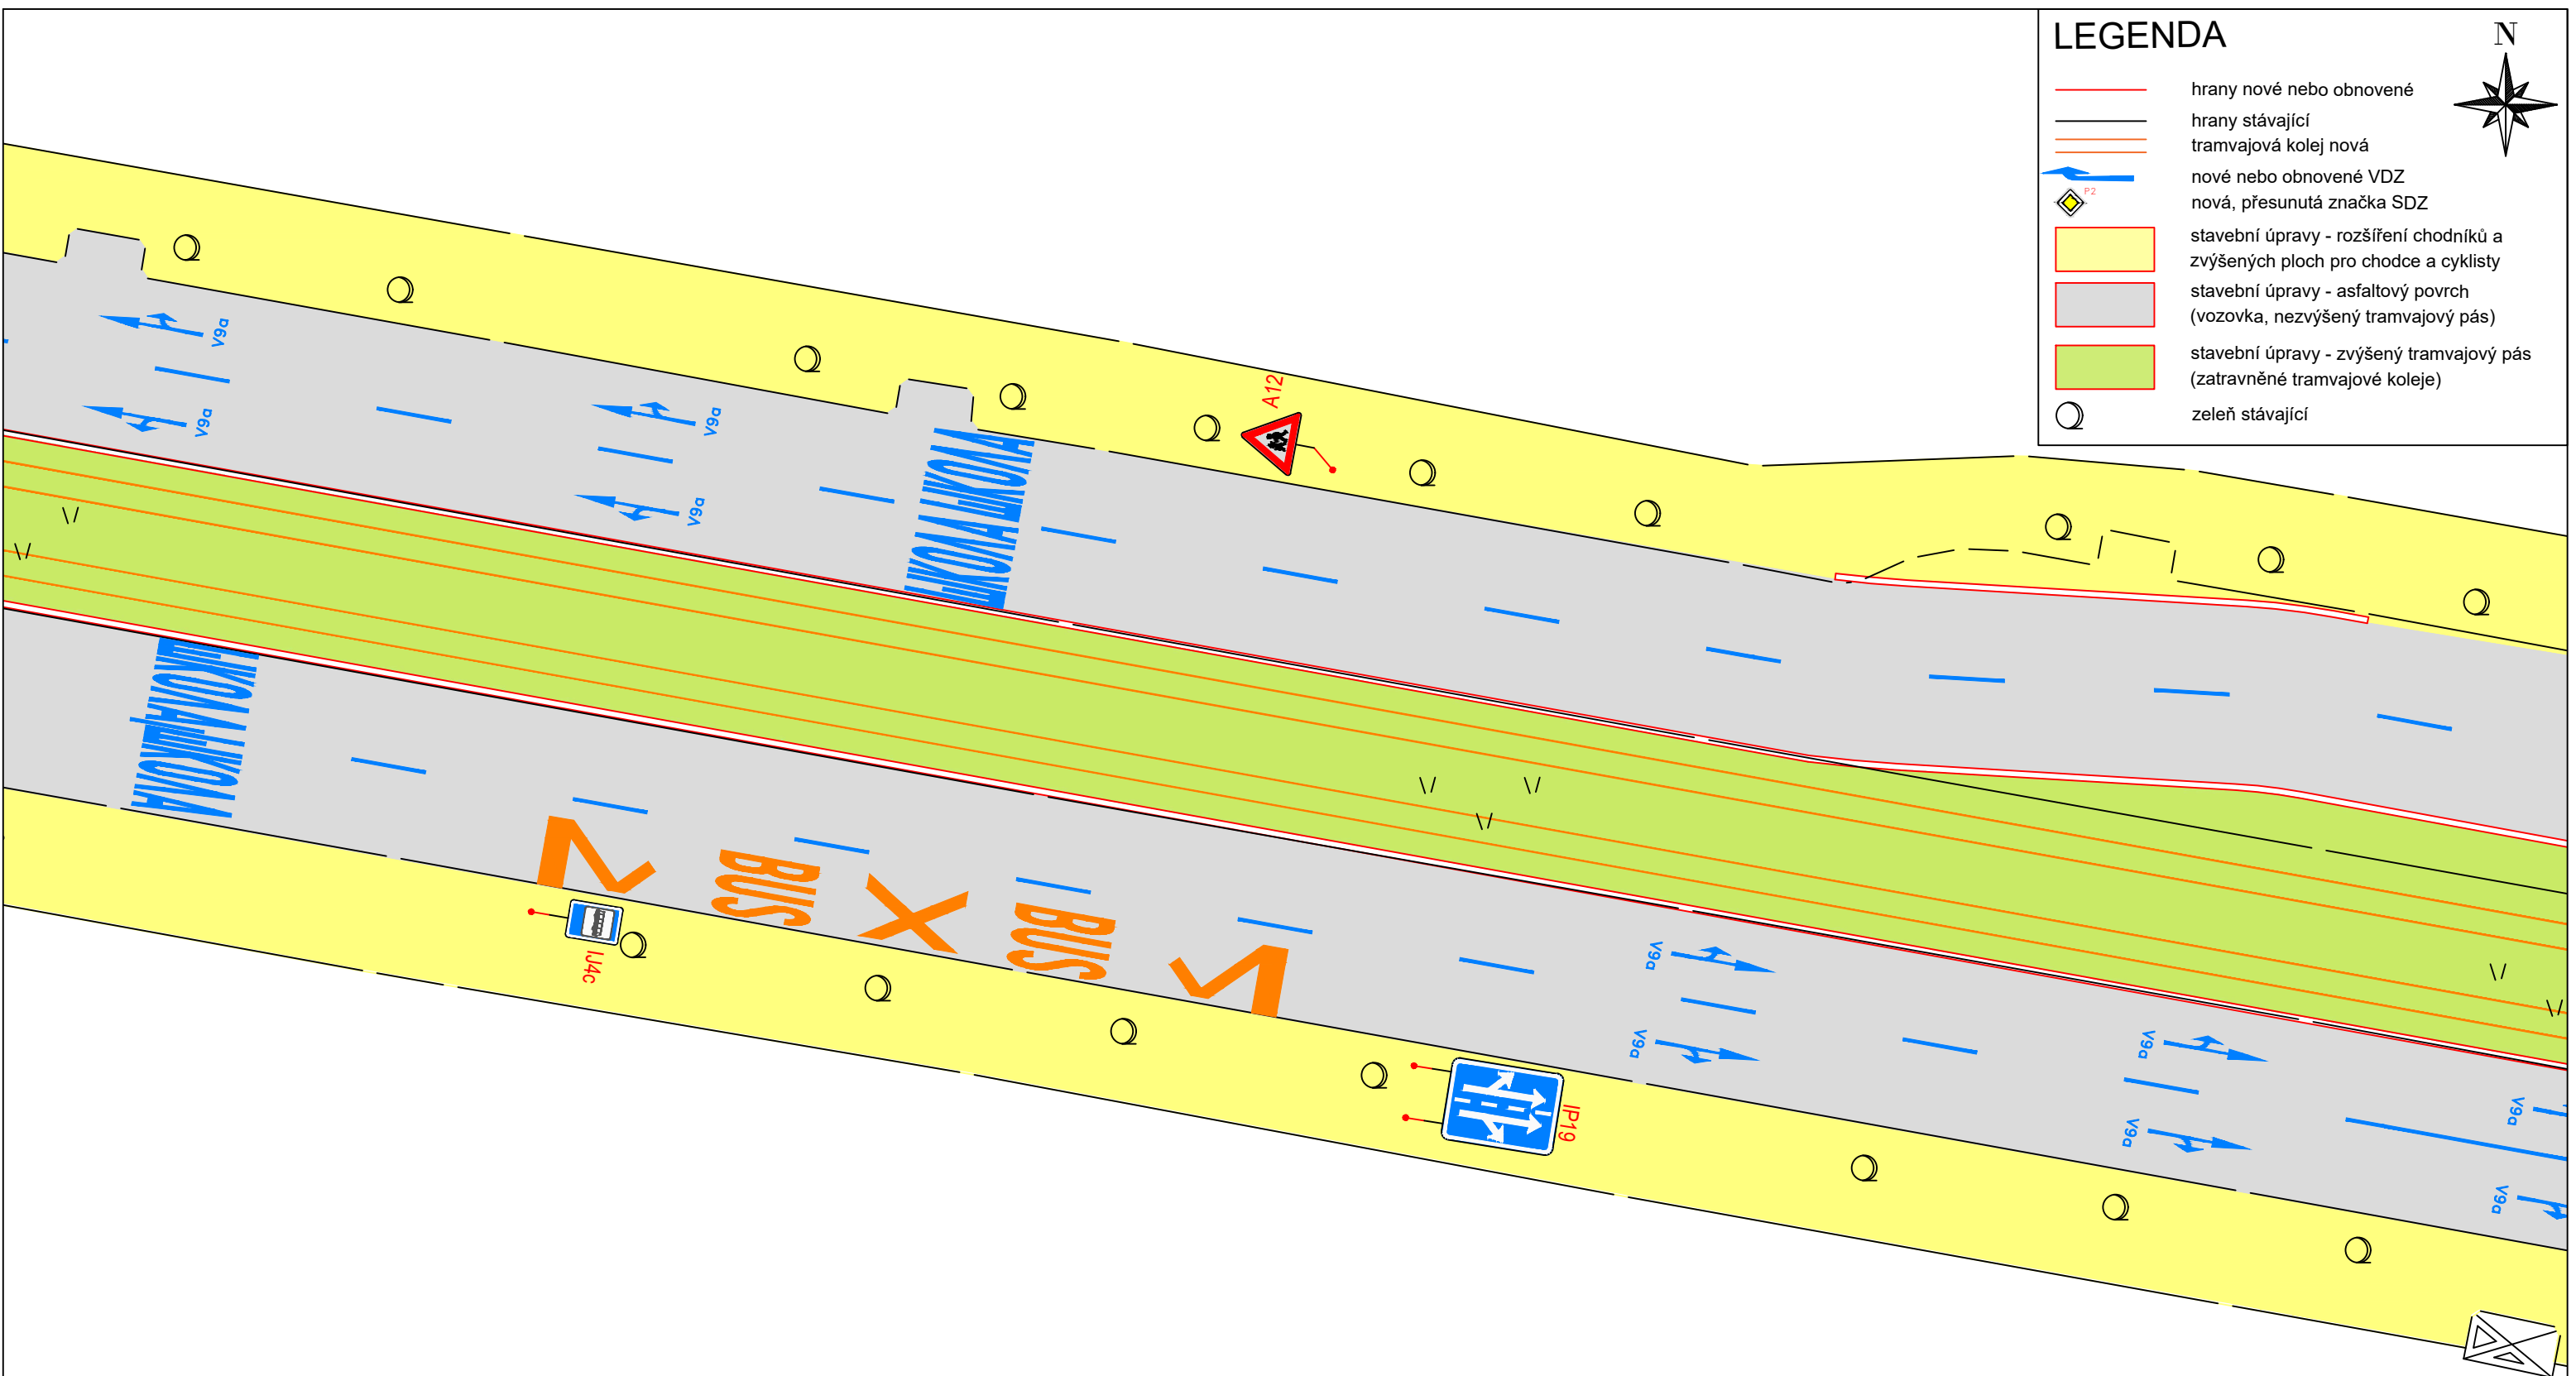 LEGENDA
N
hrany nové nebo obnovené
hrany stávající
tramvajová kolej nová
nové nebo obnovené VDZ
P2
nová, přesunutá značka SDZ
stavební úpravy - rozšíření chodníků a
zvýšených ploch pro chodce a cyklisty
stavební úpravy - asfaltový povrch
(vozovka, nezvýšený tramvajový pás)
stavební úpravy - zvýšený tramvajový pás
(zatravněné tramvajové koleje)
zeleň stávající
V9a
V9a
V9a
V9a
A12
BUS
BUS
IJ4c
IP19
V9a
V9a
V9a
V9a
V9a
V9a